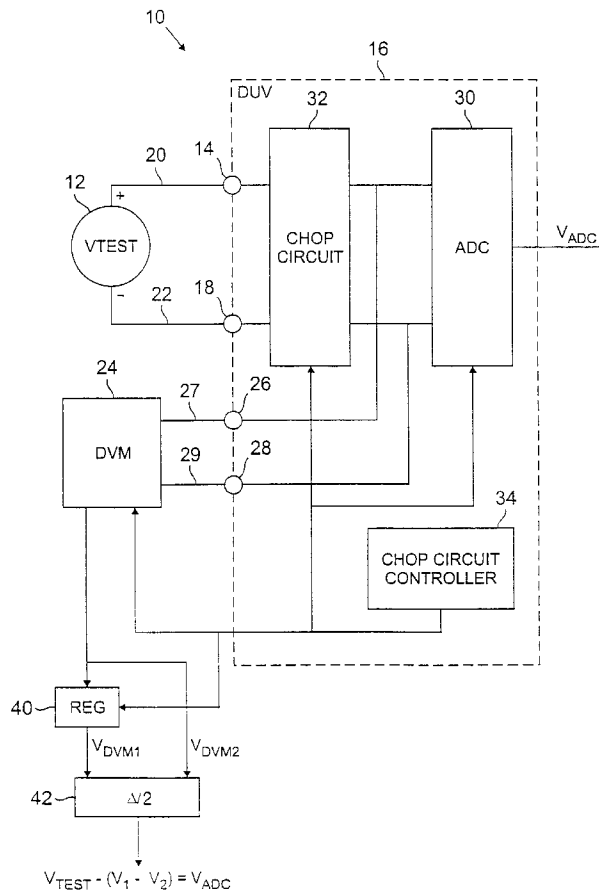 10
16
DUV
32
30
20
14
12
+
VTEST
CHOP
CIRCUIT
ADC
VADC
−
22
18
24
27
26
DVM
29
28
34
CHOP CIRCUIT
CONTROLLER
40
REG
VDVM1
VDVM2
42
Δ/2
VTEST - (V1 - V2) = VADC